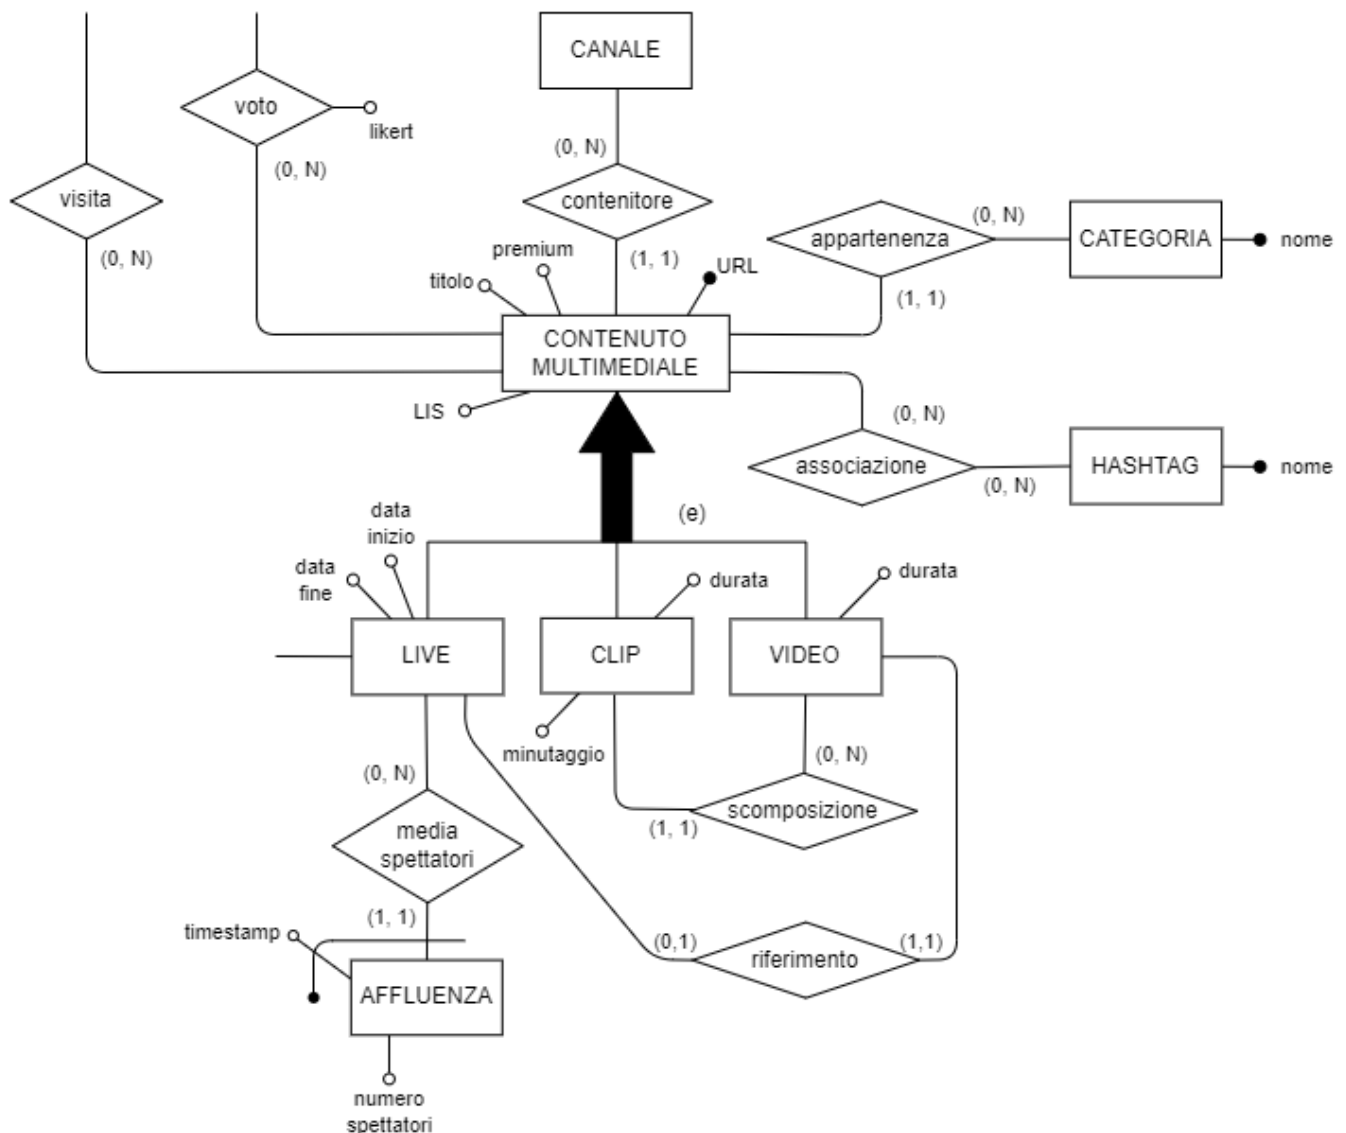 CANALE
voto
likert
(0, N)
(0, N)
visita
contenitore
(0, N)
appartenenza
CATEGORIA
nome
(0, N)
premium
(1, 1)
URL
titolo
(1, 1)
CONTENUTO
MULTIMEDIALE
LIS
(0, N)
associazione
HASHTAG
nome
(0, N)
(e)
data
inizio
data
fine
durata
durata
LIVE
CLIP
VIDEO
minutaggio
(0, N)
(0, N)
scomposizione
(1, 1)
media
spettatori
(1, 1)
timestamp
(0,1)
riferimento
(1,1)
AFFLUENZA
numero
spettatori